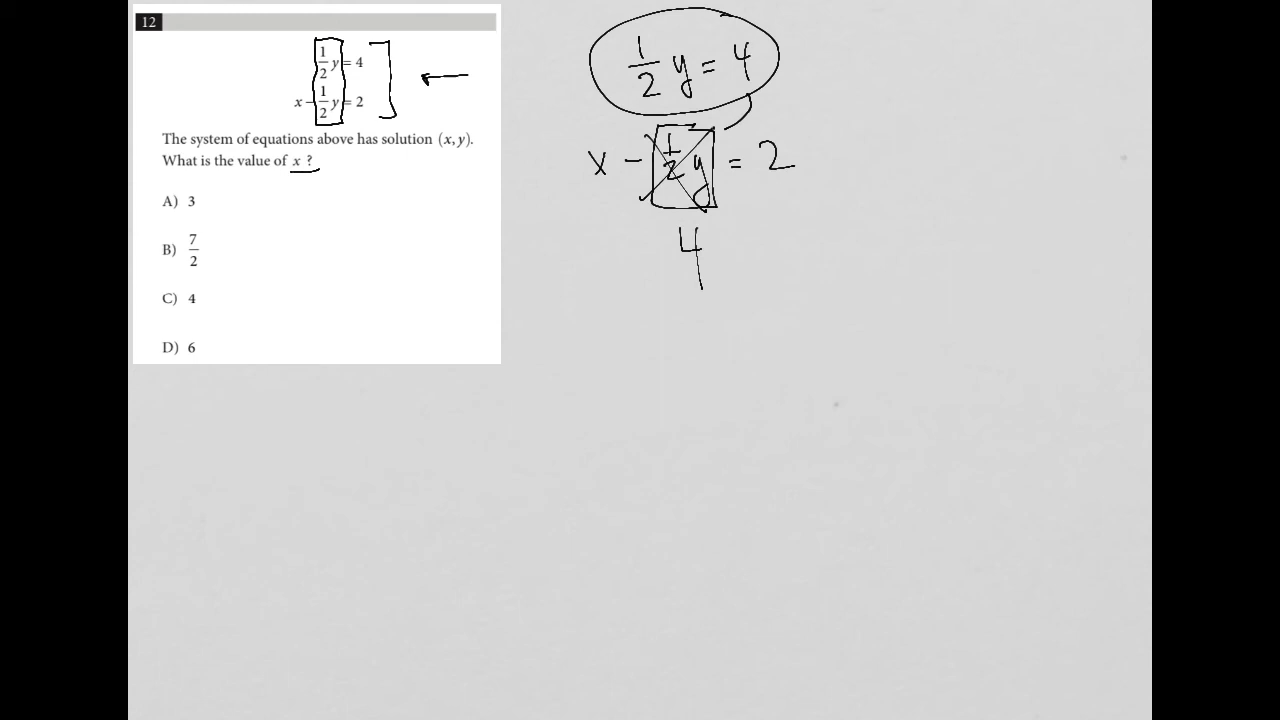 12
1/2 y = 4
x − 1/2 y = 2
The system of equations above has solution (x, y).
What is the value of x ?
A) 3
B) 7/2
C) 4
D) 6
1/2 y = 4
x − 1/2 y = 2
4